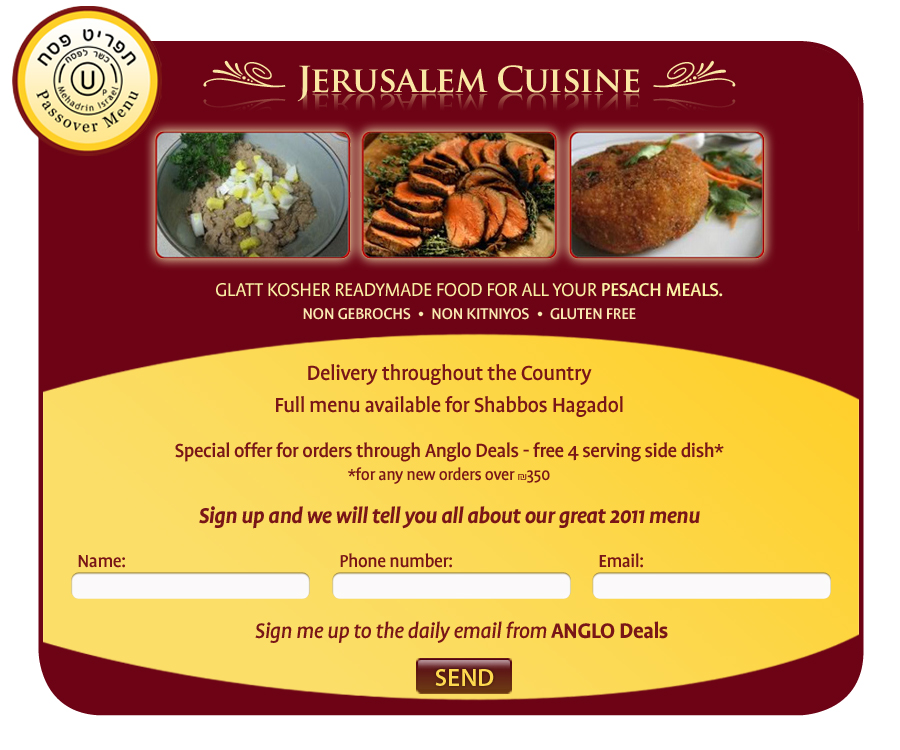 תפריט פסח
כשר לפסח
U
P
Mehadrin Israel
Passover Menu
JERUSALEM CUISINE
GLATT KOSHER READYMADE FOOD FOR ALL YOUR PESACH MEALS.
NON GEBROCHS • NON KITNIYOS • GLUTEN FREE
Delivery throughout the Country
Full menu available for Shabbos Hagadol
Special offer for orders through Anglo Deals - free 4 serving side dish*
*for any new orders over ₪350
Sign up and we will tell you all about our great 2011 menu
Name: Phone number: Email:
Sign me up to the daily email from ANGLO Deals
SEND